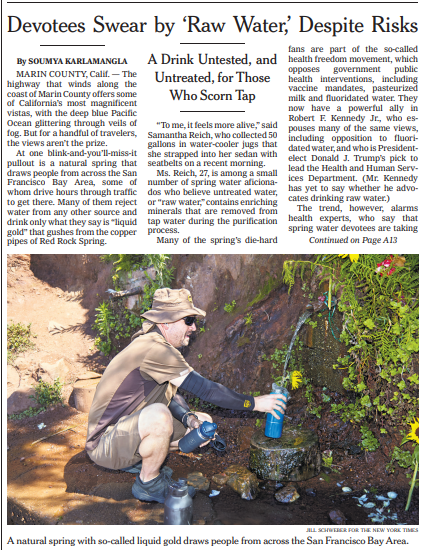 Devotees Swear by ‘Raw Water,’ Despite Risks
By SOUMYA KARLAMANGLA
MARIN COUNTY, Calif. — The
highway that winds along the
coast of Marin County offers some
of California’s most magnificent
vistas, with the deep blue Pacific
Ocean glittering through veils of
fog. But for a handful of travelers,
the views aren’t the prize.
At one blink-and-you’ll-miss-it
pullout is a natural spring that
draws people from across the San
Francisco Bay Area, some of
whom drive hours through traffic
to get there. Many of them reject
water from any other source and
drink only what they say is “liquid
gold” that gushes from the copper
pipes of Red Rock Spring.
A Drink Untested, and
Untreated, for Those
Who Scorn Tap
“To me, it feels more alive,” said
Samantha Reich, who collected 50
gallons in water-cooler jugs that
she strapped into her sedan with
seatbelts on a recent morning.
Ms. Reich, 27, is among a small
number of spring water aficiona-
dos who believe untreated water,
or “raw water,” contains enriching
minerals that are removed from
tap water during the purification
process.
Many of the spring’s die-hard
fans are part of the so-called
health freedom movement, which
opposes government public
health interventions, including
vaccine mandates, pasteurized
milk and fluoridated water. They
now have a powerful ally in
Robert F. Kennedy Jr., who es-
pouses many of the same views,
including opposition to fluori-
dated water, and who is President-
elect Donald J. Trump’s pick to
lead the Health and Human Serv-
ices Department. (Mr. Kennedy
has yet to say whether he advo-
cates drinking raw water.)
The trend, however, alarms
health experts, who say that
spring water devotees are taking
Continued on Page A13
JILL SCHWEBER FOR THE NEW YORK TIMES
A natural spring with so-called liquid gold draws people from across the San Francisco Bay Area.